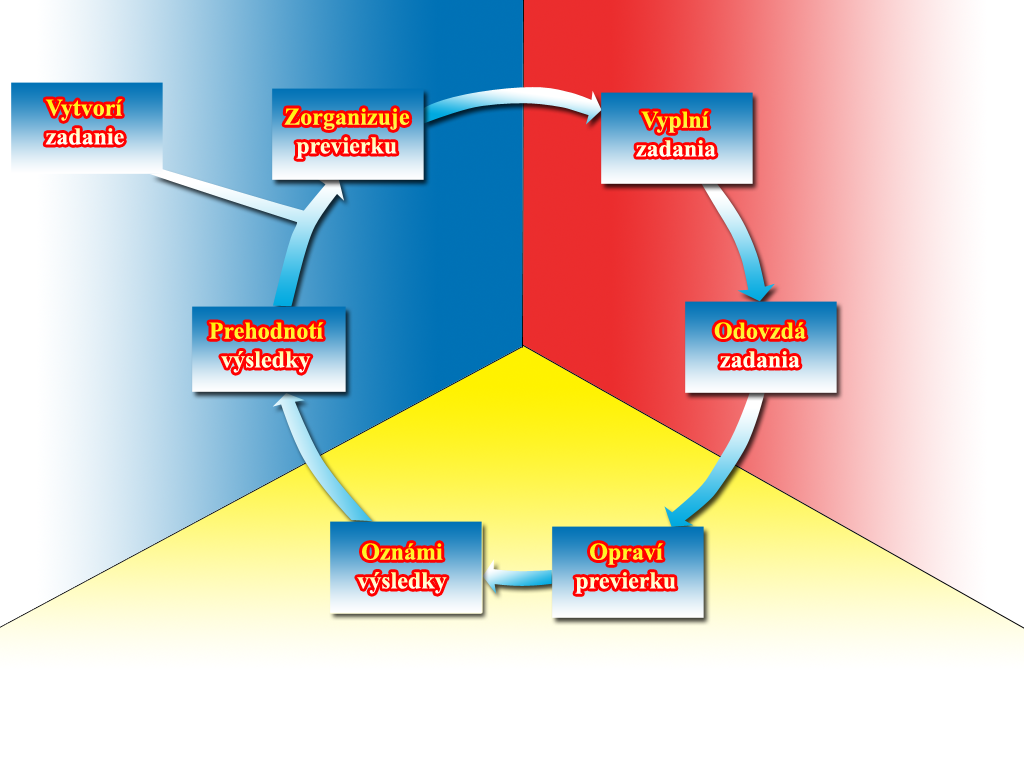 Vytvorí
zadanie
Zorganizuje
previerku
Vyplní
zadania
Odovzdá
zadania
Opraví
previerku
Oznámi
výsledky
Prehodnotí
výsledky